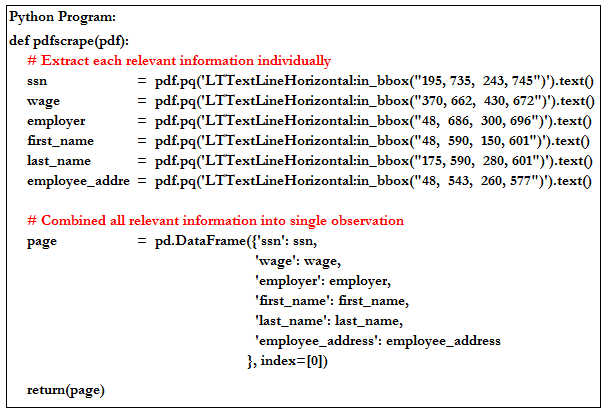 Python Program:
def pdfscrape(pdf):
# Extract each relevant information individually
ssn = pdf.pq('LTTextLineHorizontal:in_bbox("195, 735, 243, 745")').text()
wage = pdf.pq('LTTextLineHorizontal:in_bbox("370, 662, 430, 672")').text()
employer = pdf.pq('LTTextLineHorizontal:in_bbox("48, 686, 300, 696")').text()
first_name = pdf.pq('LTTextLineHorizontal:in_bbox("48, 590, 150, 601")').text()
last_name = pdf.pq('LTTextLineHorizontal:in_bbox("175, 590, 280, 601")').text()
employee_addre = pdf.pq('LTTextLineHorizontal:in_bbox("48, 543, 260, 577")').text()
# Combined all relevant information into single observation
page = pd.DataFrame({'ssn': ssn,
'wage': wage,
'employer': employer,
'first_name': first_name,
'last_name': last_name,
'employee_address': employee_address
}, index=[0])
return(page)